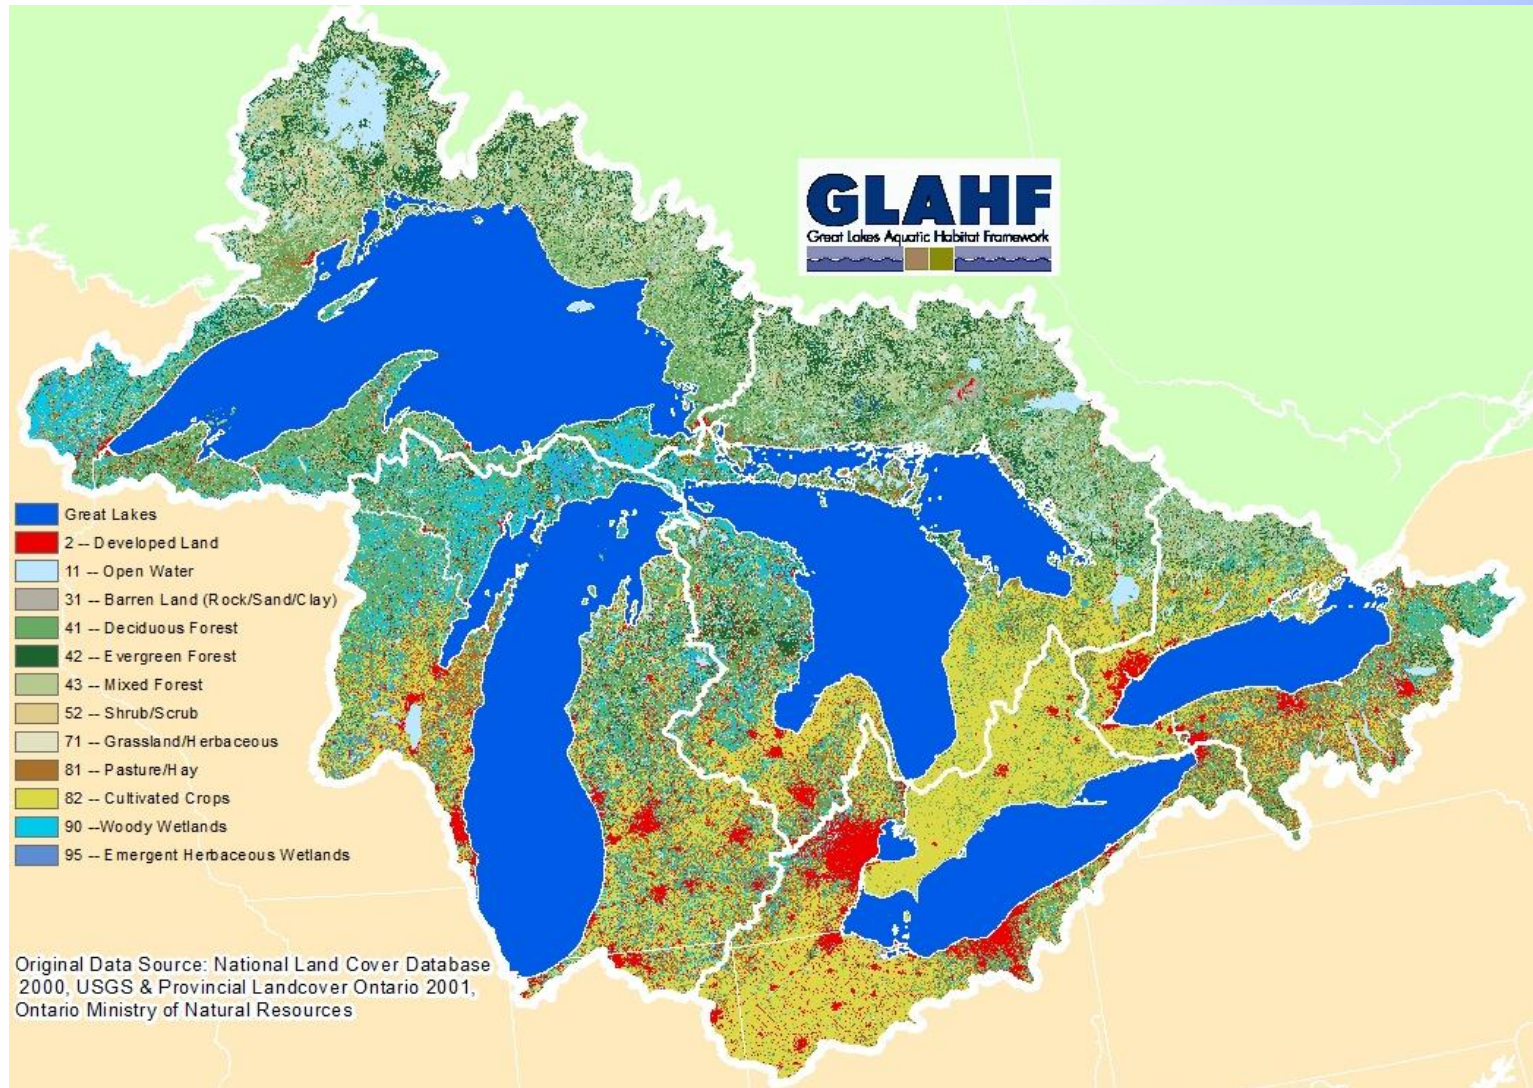 GLAHF
Great Lakes Aquatic Habitat Framework
Great Lakes
2 -- Developed Land
11 -- Open Water
31 -- Barren Land (Rock/Sand/Clay)
41 -- Deciduous Forest
42 -- Evergreen Forest
43 -- Mixed Forest
52 -- Shrub/Scrub
71 -- Grassland/Herbaceous
81 -- Pasture/Hay
82 -- Cultivated Crops
90 --Woody Wetlands
95 -- Emergent Herbaceous Wetlands
Original Data Source: National Land Cover Database
2000, USGS & Provincial Landcover Ontario 2001,
Ontario Ministry of Natural Resources